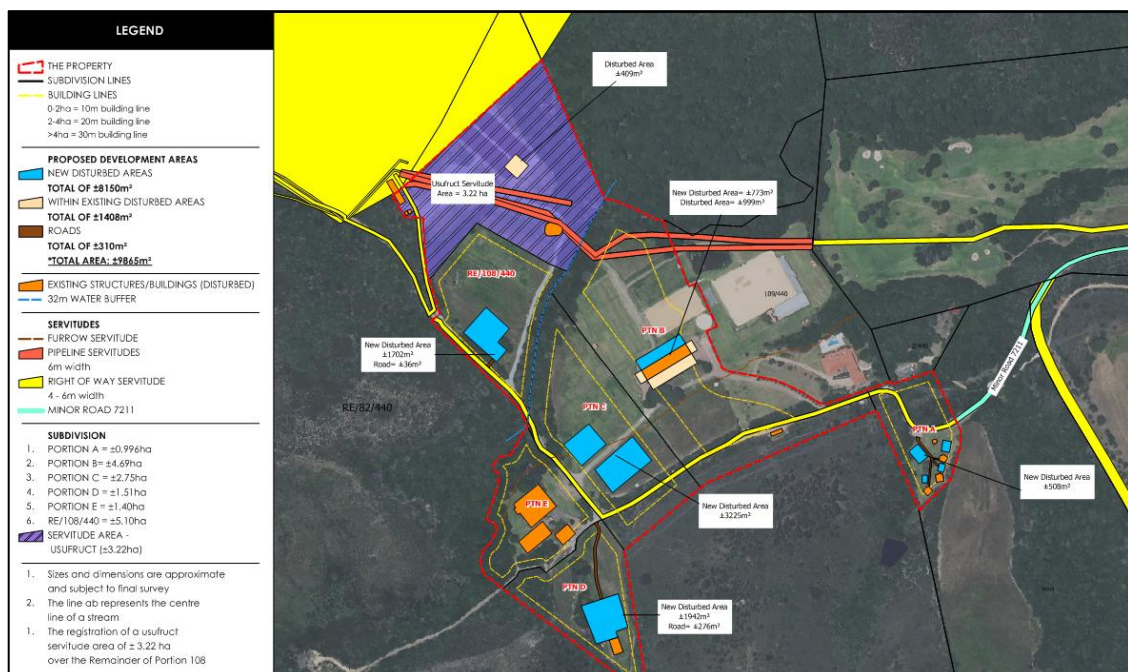 LEGEND
THE PROPERTY
SUBDIVISION LINES
BUILDING LINES
0-2ha = 10m building line
2-4ha = 20m building line
>4ha = 30m building line
PROPOSED DEVELOPMENT AREAS
NEW DISTURBED AREAS
TOTAL OF ±8150m²
WITHIN EXISTING DISTURBED AREAS
TOTAL OF ±1408m²
ROADS
TOTAL OF ±310m²
*TOTAL AREA: ±9865m²
EXISTING STRUCTURES/BUILDINGS (DISTURBED)
32m WATER BUFFER
SERVITUDES
FURROW SERVITUDE
PIPELINE SERVITUDES
6m width
RIGHT OF WAY SERVITUDE
4 - 6m width
MINOR ROAD 7211
SUBDIVISION
1. PORTION A = ±0.996ha
2. PORTION B= ±4.69ha
3. PORTION C = ±2.75ha
4. PORTION D = ±1.51ha
5. PORTION E = ±1.40ha
6. RE/108/440 = ±5.10ha
SERVITUDE AREA -
USUFRUCT (±3.22ha)
1. Sizes and dimensions are approximate
and subject to final survey
2. The line ab represents the centre
line of a stream
1. The registration of a usufruct
servitude area of ± 3.22 ha
over the Remainder of Portion 108
Disturbed Area
±409m²
Usufruct Servitude
Area = 3.22 ha
New Disturbed Area= ±773m²
Disturbed Area= ±999m²
RE/108/440
109/440
PTN B
New Disturbed Area
±1702m²
Road= ±36m²
RE/82/440
Minor Road 7211
PTN C
PTN A
New Disturbed Area
±508m²
PTN E
New Disturbed Area
±3225m²
PTN D
New Disturbed Area
±1942m²
Road= ±276m²